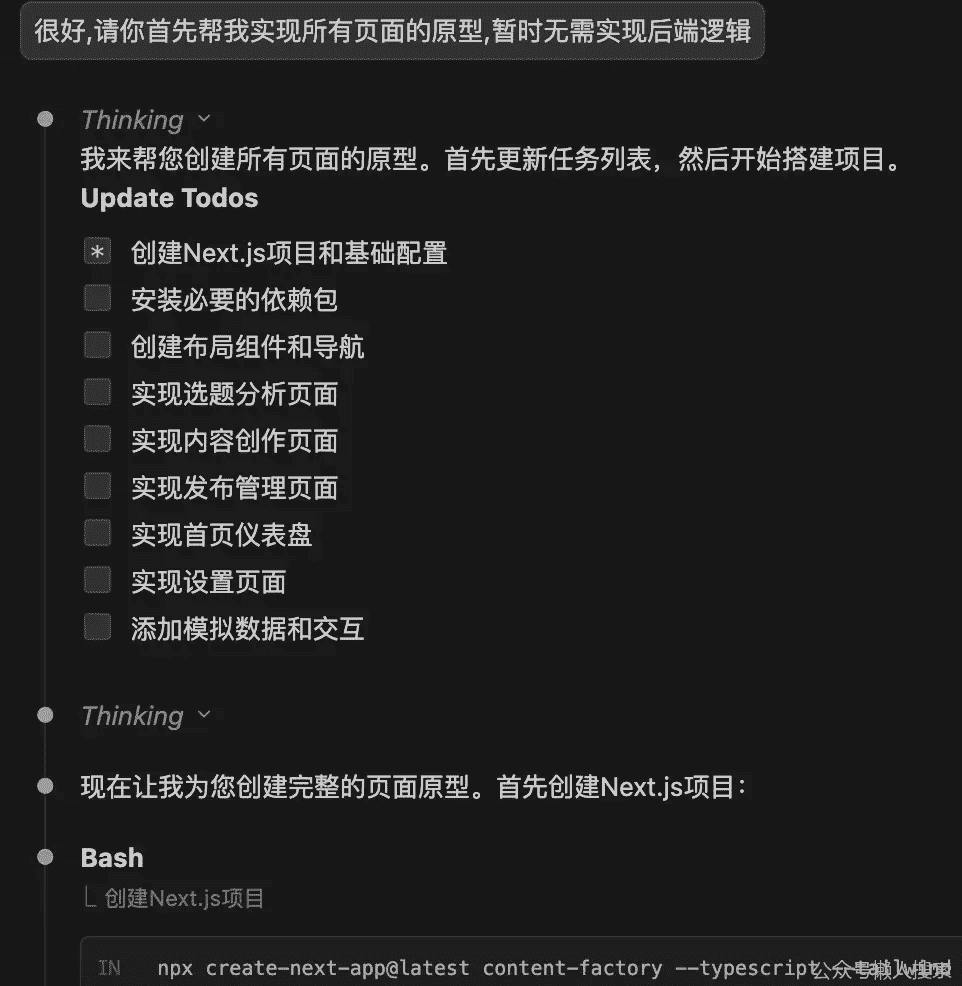 很好,请你首先帮我实现所有页面的原型,暂时无需实现后端逻辑
Thinking
我来帮您创建所有页面的原型。首先更新任务列表，然后开始搭建项目。
Update Todos
* 创建Next.js项目和基础配置
安装必要的依赖包
创建布局组件和导航
实现选题分析页面
实现内容创作页面
实现发布管理页面
实现首页仪表盘
实现设置页面
添加模拟数据和交互
Thinking
现在让我为您创建完整的页面原型。首先创建Next.js项目：
Bash
创建Next.js项目
IN npx create-next-app@latest content-factory --typescript
公众号懒人搜索